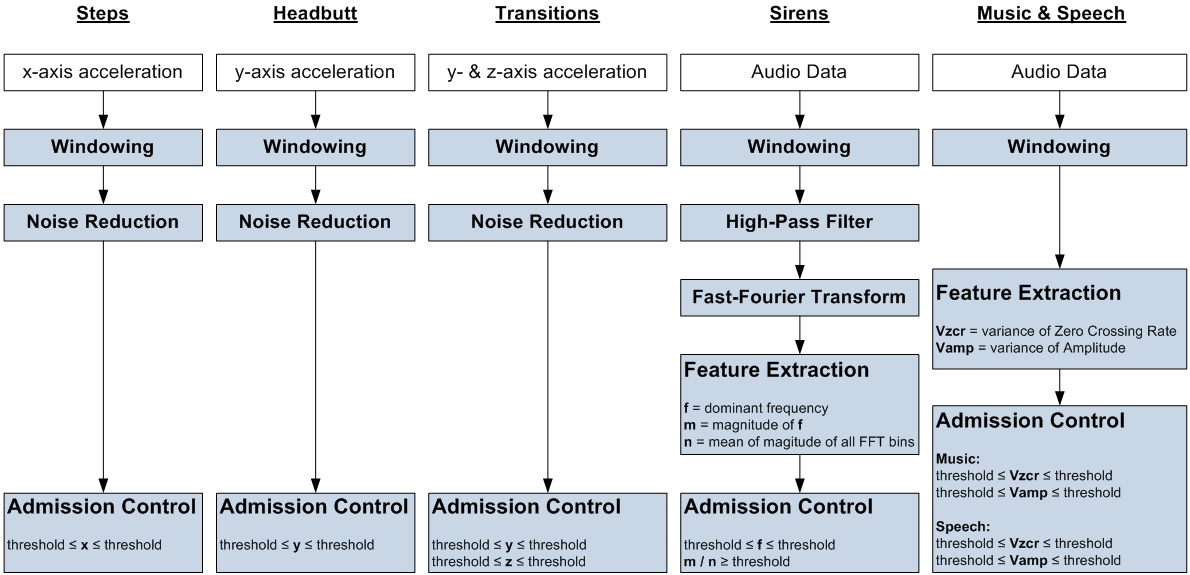 Steps
x-axis acceleration
Windowing
Noise Reduction
Admission Control
threshold ≤ x ≤ threshold
Headbutt
y-axis acceleration
Windowing
Noise Reduction
Admission Control
threshold ≤ y ≤ threshold
Transitions
y- & z-axis acceleration
Windowing
Noise Reduction
Admission Control
threshold ≤ y ≤ threshold
threshold ≤ z ≤ threshold
Sirens
Audio Data
Windowing
High-Pass Filter
Fast-Fourier Transform
Feature Extraction
f = dominant frequency
m = magnitude of f
n = mean of magitude of all FFT bins
Admission Control
threshold ≤ f ≤ threshold
m / n ≥ threshold
Music & Speech
Audio Data
Windowing
Feature Extraction
Vzcr = variance of Zero Crossing Rate
Vamp = variance of Amplitude
Admission Control
Music:
threshold ≤ Vzcr ≤ threshold
threshold ≤ Vamp ≤ threshold
Speech:
threshold ≤ Vzcr ≤ threshold
threshold ≤ Vamp ≤ threshold